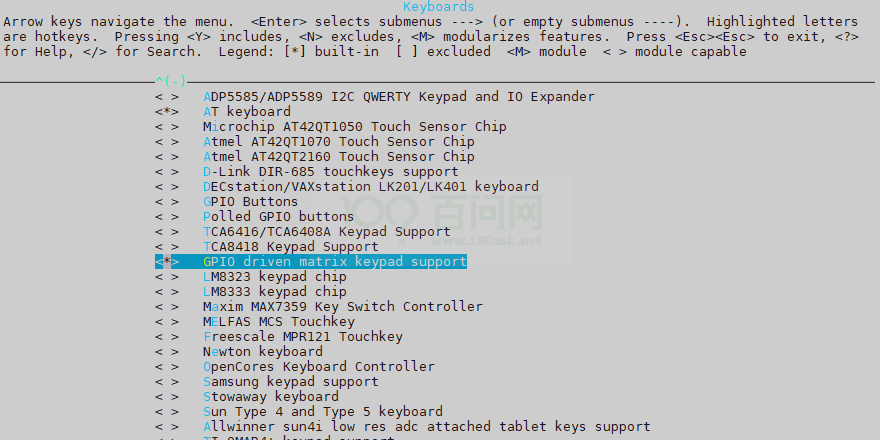 Keyboards
Arrow keys navigate the menu.  <Enter> selects submenus ---> (or empty submenus ----).  Highlighted letters
are hotkeys.  Pressing <Y> includes, <N> excludes, <M> modularizes features.  Press <Esc><Esc> to exit, <?>
for Help, </> for Search.  Legend: [*] built-in  [ ] excluded  <M> module  < > module capable
^(-)
< >   ADP5585/ADP5589 I2C QWERTY Keypad and IO Expander
<*>   AT keyboard
< >   Microchip AT42QT1050 Touch Sensor Chip
< >   Atmel AT42QT1070 Touch Sensor Chip
< >   Atmel AT42QT2160 Touch Sensor Chip
< >   D-Link DIR-685 touchkeys support
< >   DECstation/VAXstation LK201/LK401 keyboard
< >   GPIO Buttons
< >   Polled GPIO buttons
< >   TCA6416/TCA6408A Keypad Support
< >   TCA8418 Keypad Support
<*>   GPIO driven matrix keypad support
< >   LM8323 keypad chip
< >   LM8333 keypad chip
< >   Maxim MAX7359 Key Switch Controller
< >   MELFAS MCS Touchkey
< >   Freescale MPR121 Touchkey
< >   Newton keyboard
< >   OpenCores Keyboard Controller
< >   Samsung keypad support
< >   Stowaway keyboard
< >   Sun Type 4 and Type 5 keyboard
< >   Allwinner sun4i low res adc attached tablet keys support
< >   TI OMAP4+ keypad support
百问网
www.100ask.net